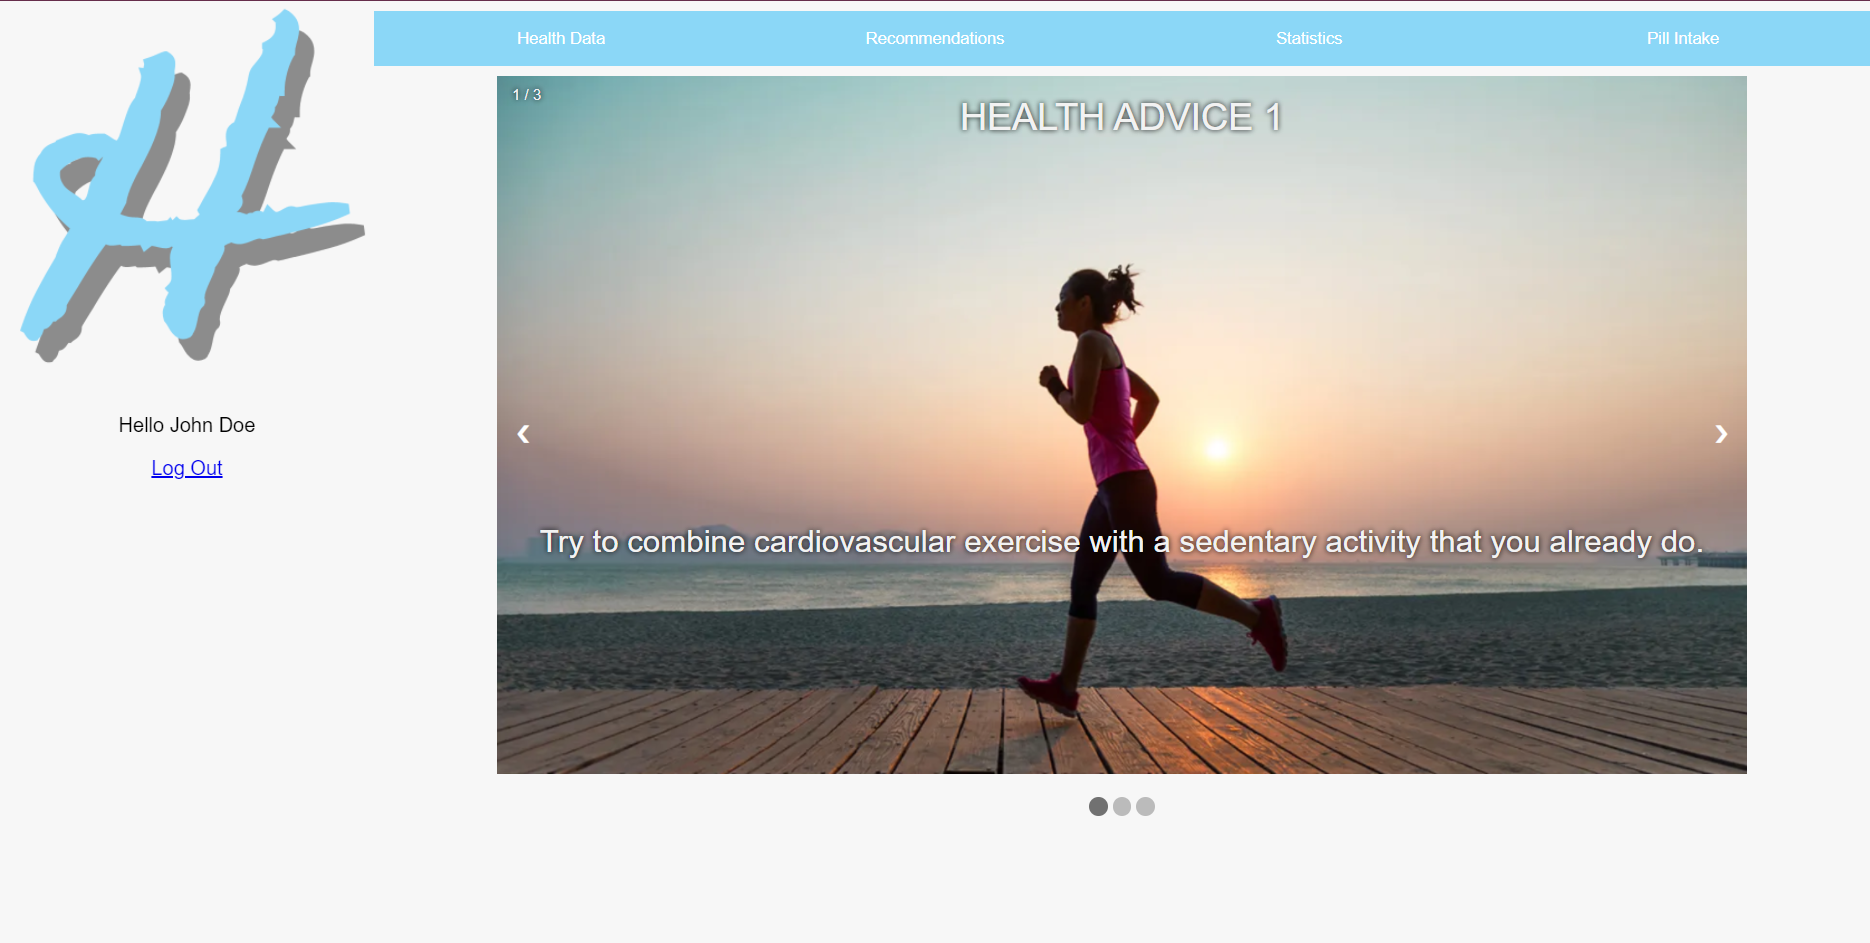 H
Health Data
Recommendations
Statistics
Pill Intake
1 / 3
HEALTH ADVICE 1
❮
❯
Try to combine cardiovascular exercise with a sedentary activity that you already do.
Hello John Doe
Log Out